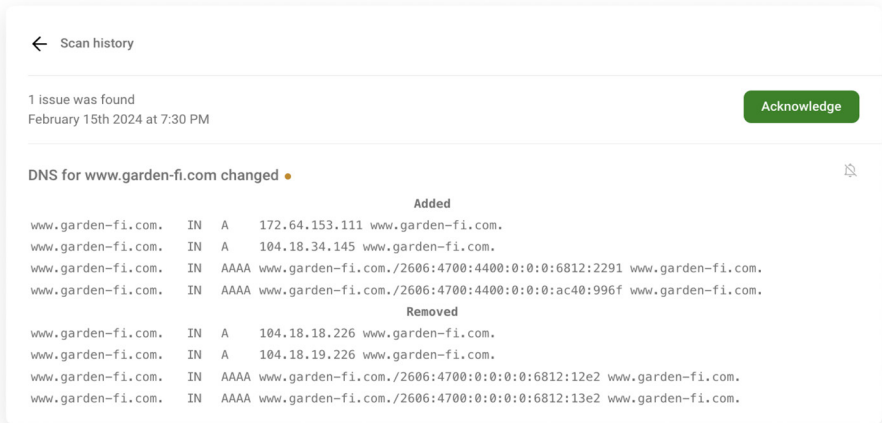 Scan history
1 issue was found
Acknowledge
February 15th 2024 at 7:30 PM
DNS for www.garden-fi.com changed
Added
www.garden-fi.com. IN A 172.64.153.111 www.garden-fi.com.
www.garden-fi.com. IN A 104.18.34.145 www.garden-fi.com.
www.garden-fi.com. IN AAAA www.garden-fi.com./2606:4700:4400:0:0:0:6812:2291 www.garden-fi.com.
www.garden-fi.com. IN AAAA www.garden-fi.com./2606:4700:4400:0:0:0:ac40:996f www.garden-fi.com.
Removed
www.garden-fi.com. IN A 104.18.18.226 www.garden-fi.com.
www.garden-fi.com. IN A 104.18.19.226 www.garden-fi.com.
www.garden-fi.com. IN AAAA www.garden-fi.com./2606:4700:0:0:0:0:6812:12e2 www.garden-fi.com.
www.garden-fi.com. IN AAAA www.garden-fi.com./2606:4700:0:0:0:0:6812:13e2 www.garden-fi.com.